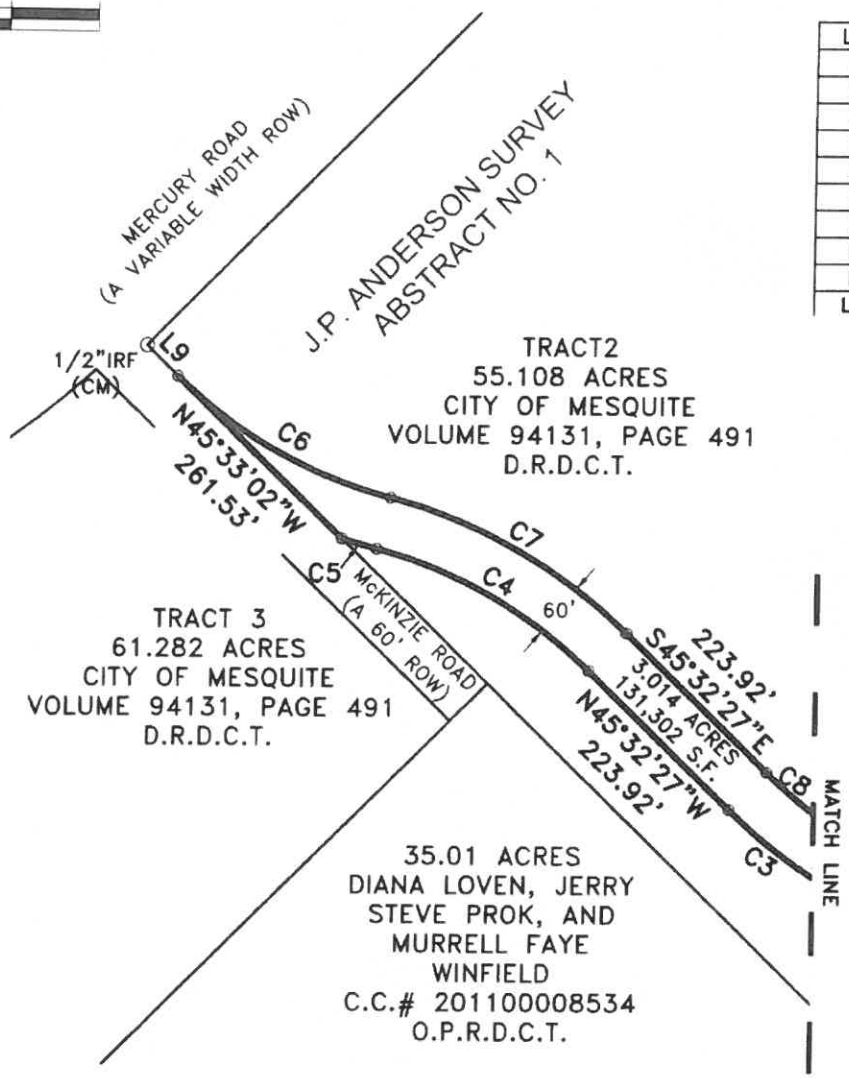 L
L
MERCURY ROAD
(A VARIABLE WIDTH ROW)
J.P. ANDERSON SURVEY
ABSTRACT NO. 1
L9
1/2"IRF
(CM)
TRACT2
55.108 ACRES
CITY OF MESQUITE
VOLUME 94131, PAGE 491
D.R.D.C.T.
C6
N45°33'02"W
261.53'
C7
C5
C4
60'
McKINZIE ROAD
(A 60' ROW)
TRACT 3
61.282 ACRES
CITY OF MESQUITE
VOLUME 94131, PAGE 491
D.R.D.C.T.
223.92'
S45°32'27"E
3.014 ACRES
131,302 S.F.
N45°32'27"W
223.92'
C8
C3
MATCH LINE
35.01 ACRES
DIANA LOVEN, JERRY
STEVE PROK, AND
MURRELL FAYE
WINFIELD
C.C.# 201100008534
O.P.R.D.C.T.